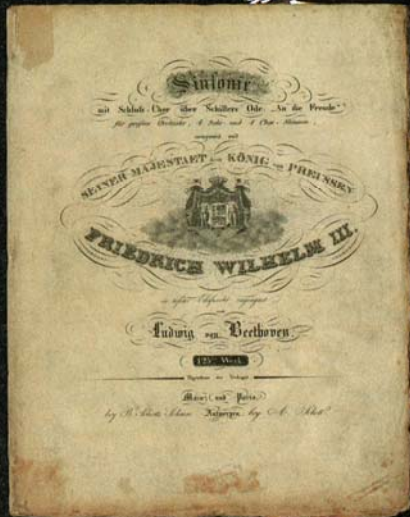 Sinfonie
mit Schluss-Chor über Schillers Ode: „An die Freude“
für grosses Orchester, 4 Solo- und 4 Chor-Stimmen,
componirt und
SEINER MAJESTAET dem KÖNIG von PREUSSEN
FRIEDRICH WILHELM III.
in tiefster Ehrfurcht zugeeignet
von
Ludwig van Beethoven
125tes Werk.
Eigenthum der Verleger.
Mainz und Paris,
bey B. Schotts Söhnen. Antwerpen, bey A. Schott.